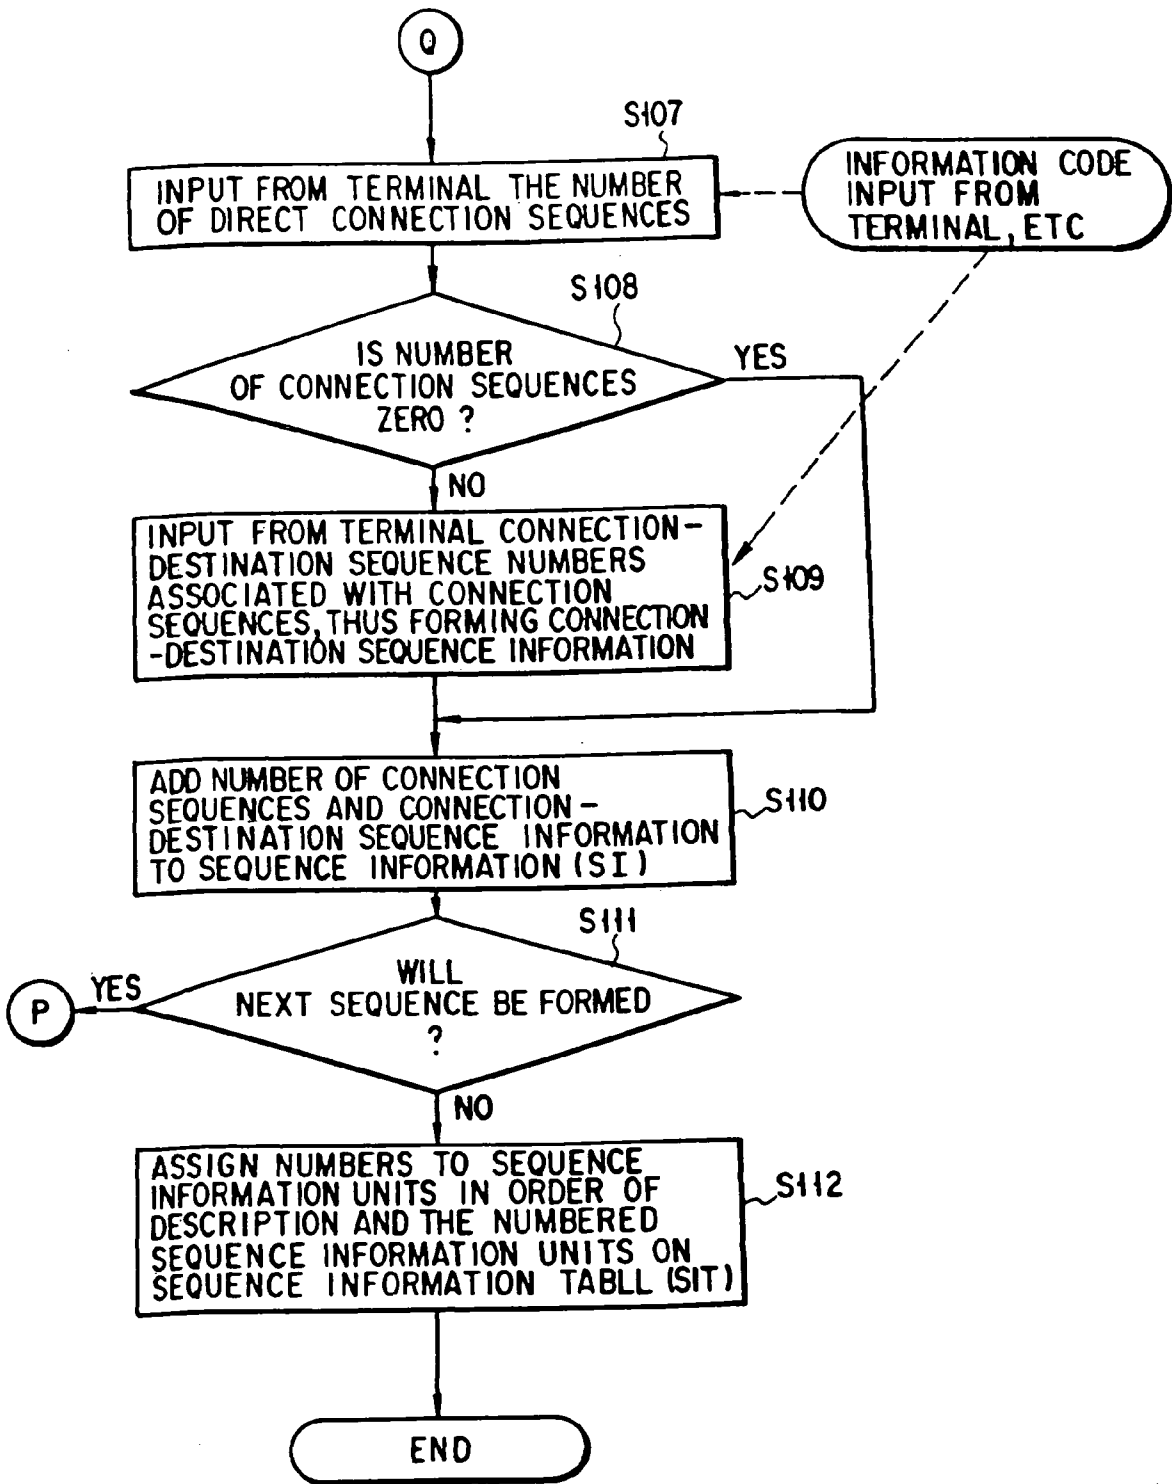 Q
S107
INPUT FROM TERMINAL THE NUMBER
OF DIRECT CONNECTION SEQUENCES
INFORMATION CODE
INPUT FROM
TERMINAL, ETC
S108
IS NUMBER
OF CONNECTION SEQUENCES
ZERO ?
YES
NO
INPUT FROM TERMINAL CONNECTION-
DESTINATION SEQUENCE NUMBERS
ASSOCIATED WITH CONNECTION
SEQUENCES, THUS FORMING CONNECTION
-DESTINATION SEQUENCE INFORMATION
S109
ADD NUMBER OF CONNECTION
SEQUENCES AND CONNECTION-
DESTINATION SEQUENCE INFORMATION
TO SEQUENCE INFORMATION (SI)
S110
S111
WILL
NEXT SEQUENCE BE FORMED
?
YES
P
NO
ASSIGN NUMBERS TO SEQUENCE
INFORMATION UNITS IN ORDER OF
DESCRIPTION AND THE NUMBERED
SEQUENCE INFORMATION UNITS ON
SEQUENCE INFORMATION TABLL (SIT)
S112
END